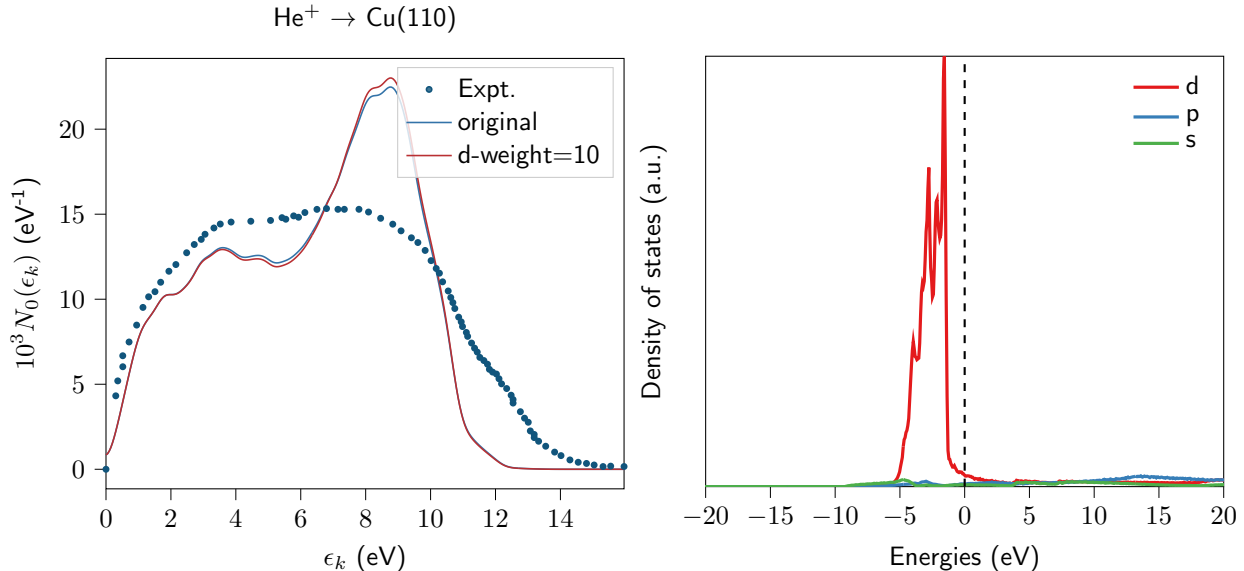 He⁺ → Cu(110)
Expt.
original
d-weight=10
10³N₀(ϵₖ) (eV⁻¹)
20
15
10
5
0
0 2 4 6 8 10 12 14
ϵₖ (eV)
d
p
s
Density of states (a.u.)
−20 −15 −10 −5 0 5 10 15 20
Energies (eV)